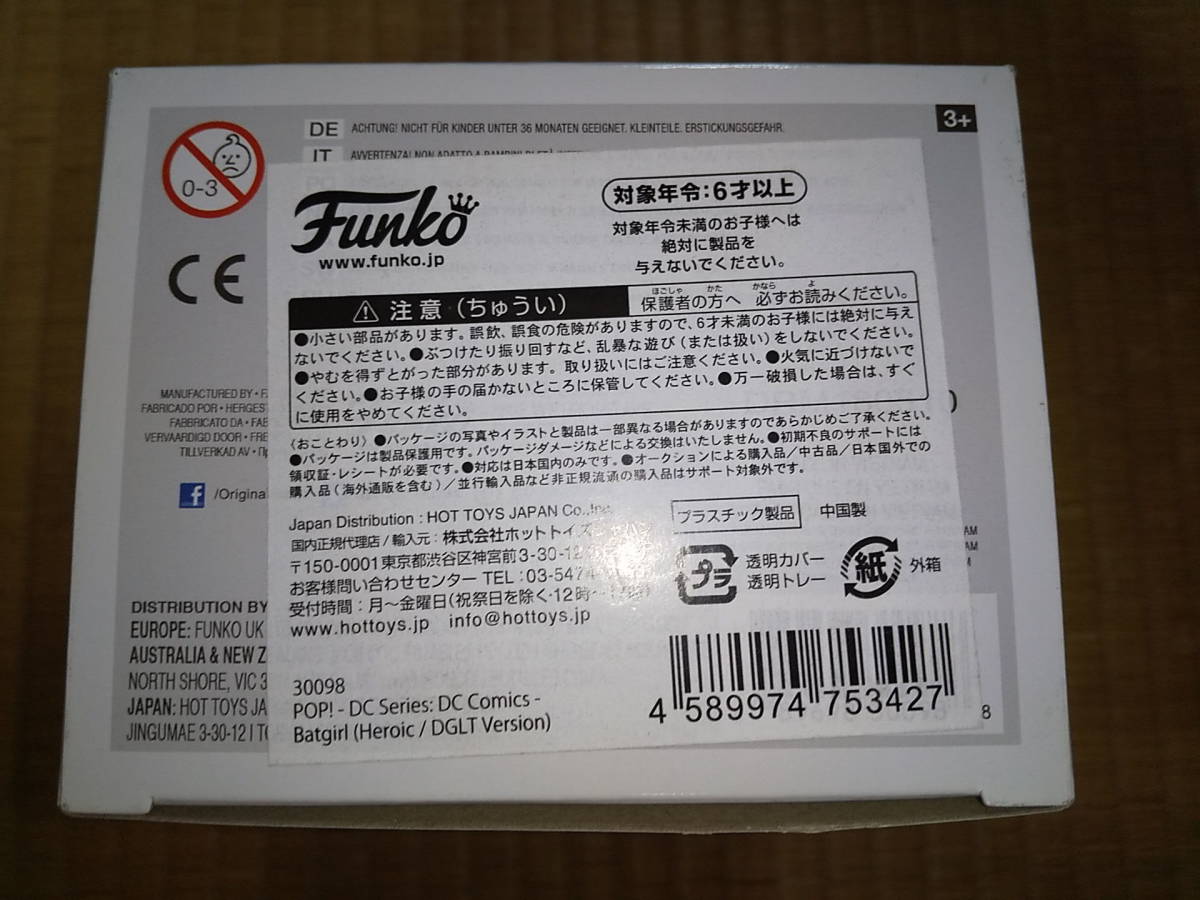 0-3
DE ACHTUNG! NICHT FÜR KINDER UNTER 36 MONATEN GEEIGNET. KLEINTEILE. ERSTICKUNGSGEFAHR.
3+
IT AVVERTENZA! NON ADATTO A BAMBINI DI
CE
Funko
www.funko.jp
対象年令:6才以上
対象年令未満のお子様へは
絶対に製品を
与えないでください。
⚠ 注意(ちゅうい)
保護者の方へ 必ずお読みください。
ほごしゃ かた かなら よ
●小さい部品があります。誤飲、誤食の危険がありますので、6才未満のお子様には絶対に与え
ないでください。●ぶつけたり振り回すなど、乱暴な遊び(または扱い)をしないでください。
●やむを得ずとがった部分があります。取り扱いにはご注意ください。●火気に近づけないで
ください。●お子様の手の届かないところに保管してください。●万一破損した場合は、すぐ
に使用をやめてください。
〈おことわり〉●パッケージの写真やイラストと製品は一部異なる場合がありますのであらかじめご了承ください。
●パッケージは製品保護用です。パッケージダメージなどによる交換はいたしません。●初期不良のサポートには
領収証・レシートが必要です。●対応は日本国内のみです。●オークションによる購入品/中古品/日本国外での
購入品(海外通販を含む)/並行輸入品など非正規流通の購入品はサポート対象外です。
Japan Distribution : HOT TOYS JAPAN Co.,Inc.
国内正規代理店/輸入元:株式会社ホットトイズ
〒150-0001東京都渋谷区神宮前3-30-12
お客様問い合わせセンター TEL:03-547
受付時間:月〜金曜日(祝祭日を除く・12時〜
www.hottoys.jp info@hottoys.jp
プラスチック製品 中国製
プラ 透明カバー
透明トレー
紙 外箱
30098
POP! - DC Series: DC Comics -
Batgirl (Heroic / DGLT Version)
4 589974 753427
MANUFACTURED BY •
FABRICADO POR • HERGEST
FABBRICATO DA • FAB
VERVAARDIGD DOOR • FRE
TILLVERKAD AV •
f /Original
DISTRIBUTION BY
EUROPE: FUNKO UK
AUSTRALIA & NEW Z
NORTH SHORE, VIC 3
JAPAN: HOT TOYS JA
JINGUMAE 3-30-12
AM
AM
8